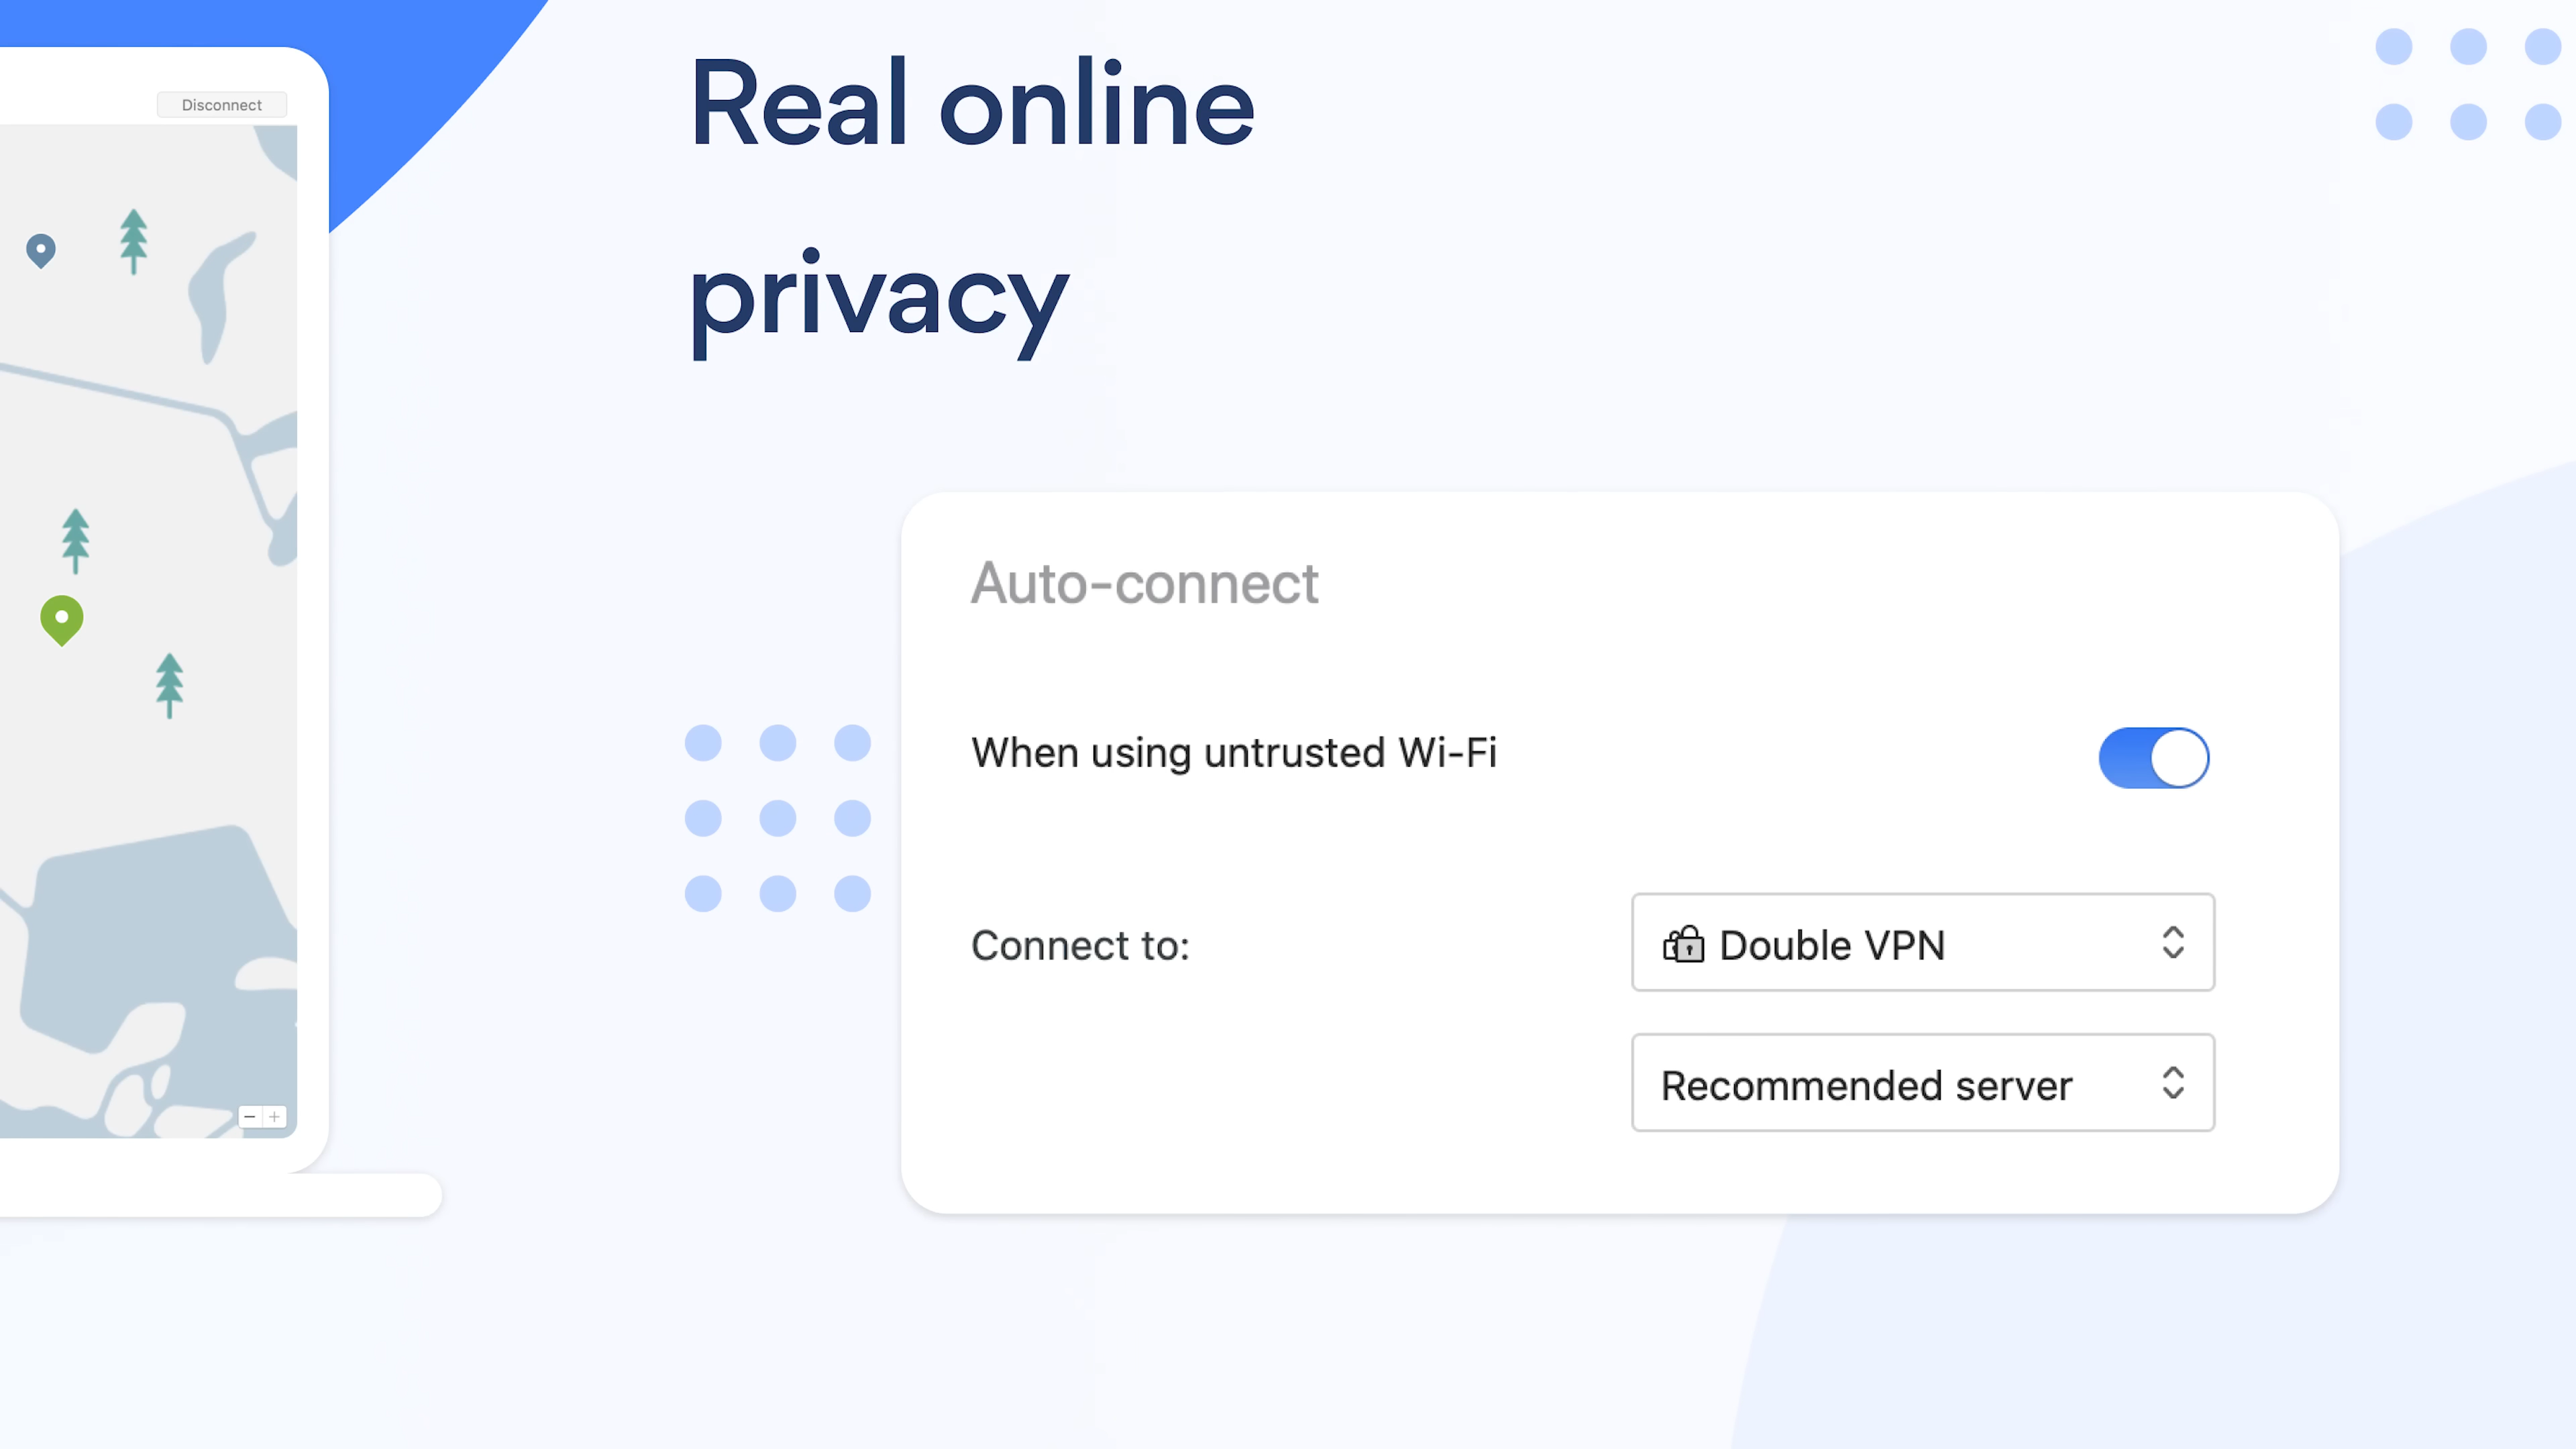 Disconnect
Real online
privacy
Auto-connect
When using untrusted Wi-Fi
Connect to:
Double VPN
Recommended server